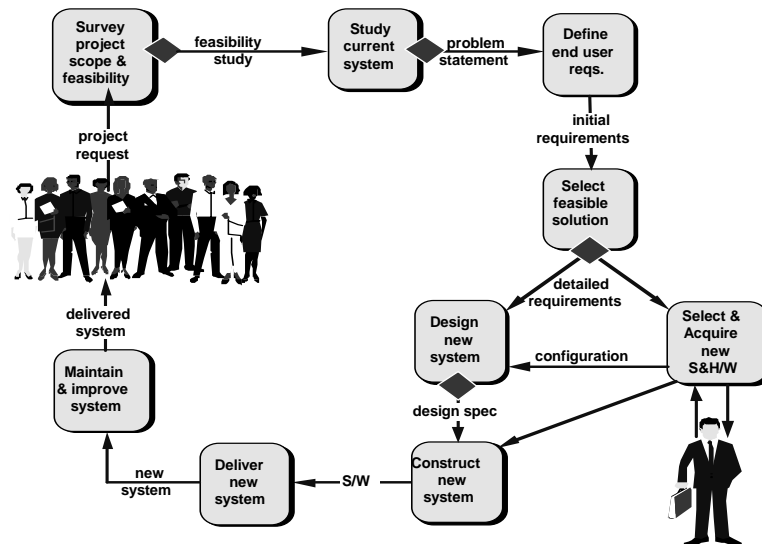 Survey
project
scope &
feasibility
feasibility
study
Study
current
system
problem
statement
Define
end user
reqs.
initial
requirements
Select
feasible
solution
detailed
requirements
Select &
Acquire
new
S&H/W
Design
new
system
configuration
design spec
Construct
new
system
S/W
Deliver
new
system
new
system
Maintain
& improve
system
delivered
system
project
request